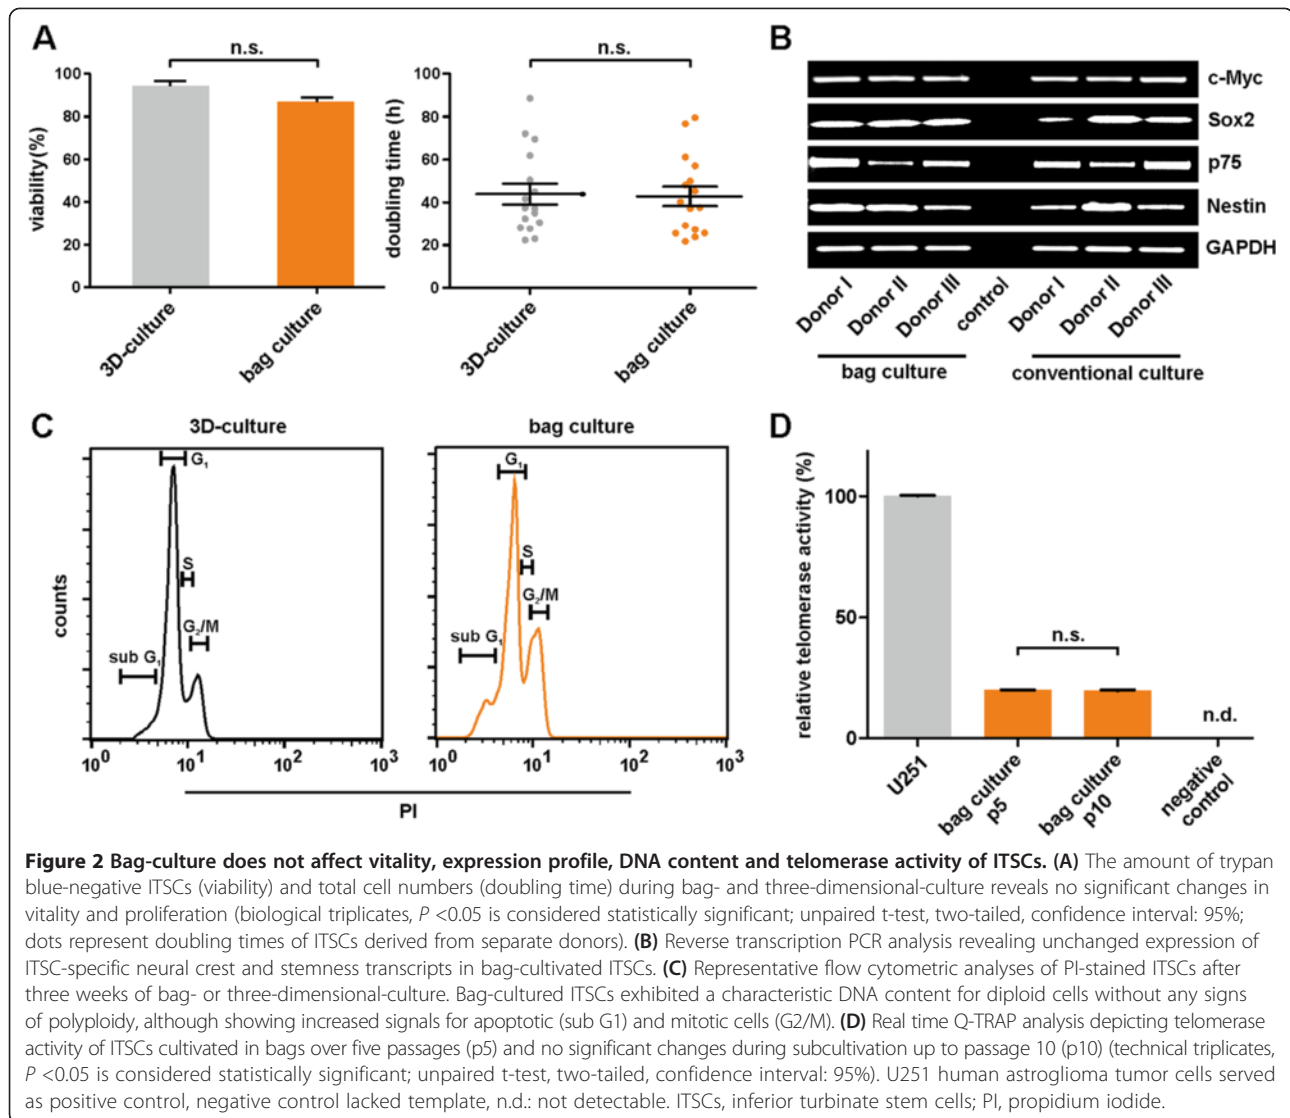 A
n.s.
viability (%)
100
80
60
40
20
0
3D-culture
bag culture
n.s.
doubling time (h)
100
80
60
40
20
0
3D-culture
bag culture
B
c-Myc
Sox2
p75
Nestin
GAPDH
Donor I
Donor II
Donor III
control
Donor I
Donor II
Donor III
bag culture
conventional culture
C
3D-culture
counts
G1
S
G2/M
sub G1
10^0
10^1
10^2
10^3
bag culture
G1
S
G2/M
sub G1
10^0
10^1
10^2
10^3
PI
D
relative telomerase activity (%)
100
50
0
n.s.
n.d.
U251
bag culture
p5
bag culture
p10
negative
control
Figure 2 Bag-culture does not affect vitality, expression profile, DNA content and telomerase activity of ITSCs. (A) The amount of trypan
blue-negative ITSCs (viability) and total cell numbers (doubling time) during bag- and three-dimensional-culture reveals no significant changes in
vitality and proliferation (biological triplicates, P <0.05 is considered statistically significant; unpaired t-test, two-tailed, confidence interval: 95%;
dots represent doubling times of ITSCs derived from separate donors). (B) Reverse transcription PCR analysis revealing unchanged expression of
ITSC-specific neural crest and stemness transcripts in bag-cultivated ITSCs. (C) Representative flow cytometric analyses of PI-stained ITSCs after
three weeks of bag- or three-dimensional-culture. Bag-cultured ITSCs exhibited a characteristic DNA content for diploid cells without any signs
of polyploidy, although showing increased signals for apoptotic (sub G1) and mitotic cells (G2/M). (D) Real time Q-TRAP analysis depicting telomerase
activity of ITSCs cultivated in bags over five passages (p5) and no significant changes during subcultivation up to passage 10 (p10) (technical triplicates,
P <0.05 is considered statistically significant; unpaired t-test, two-tailed, confidence interval: 95%). U251 human astroglioma tumor cells served
as positive control, negative control lacked template, n.d.: not detectable. ITSCs, inferior turbinate stem cells; PI, propidium iodide.